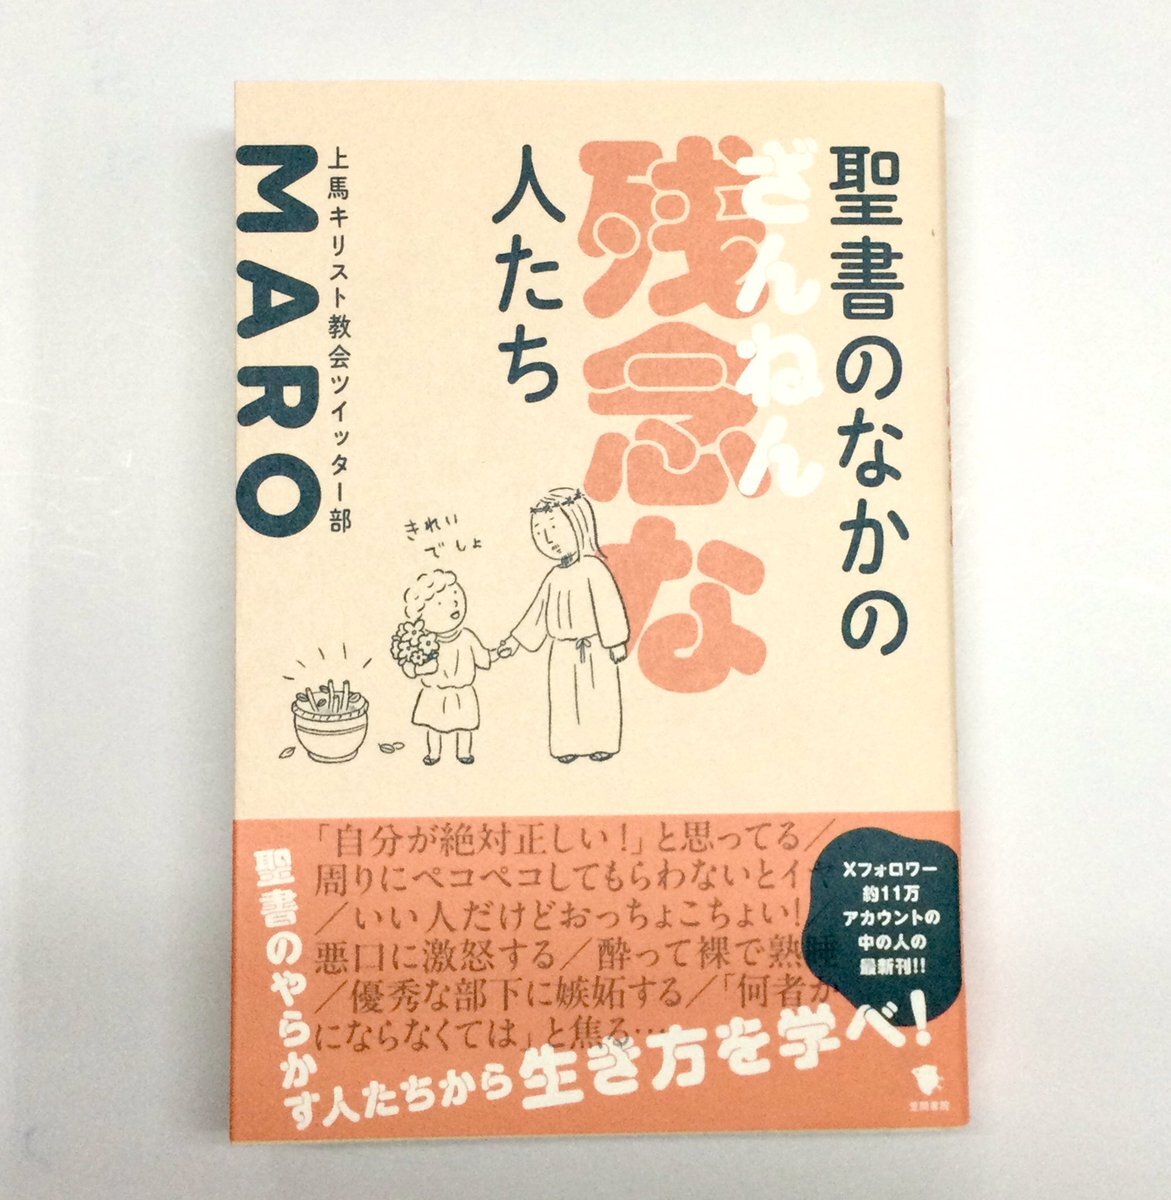 聖書のなかの
ざんねん
残念な
人たち
上馬キリスト教会ツイッター部
MARO
きれい
でしょ
「自分が絶対正しい！」と思ってる／
周りにペコペコしてもらわないとイヤ
／いい人だけどおっちょこちょい！／
悪口に激怒する／酔って裸で熟睡
／優秀な部下に嫉妬する／「何者か
にならなくては」と焦る…
Xフォロワー
約11万
アカウントの
中の人の
最新刊!!
聖書のやらかす人たちから生き方を学べ！
笠間書院